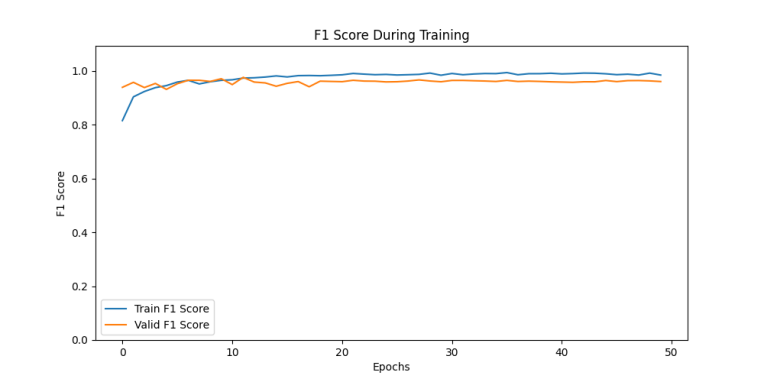 F1 Score During Training
1.0
0.8
0.6
0.4
0.2
0.0
F1 Score
Train F1 Score
Valid F1 Score
0 10 20 30 40 50
Epochs